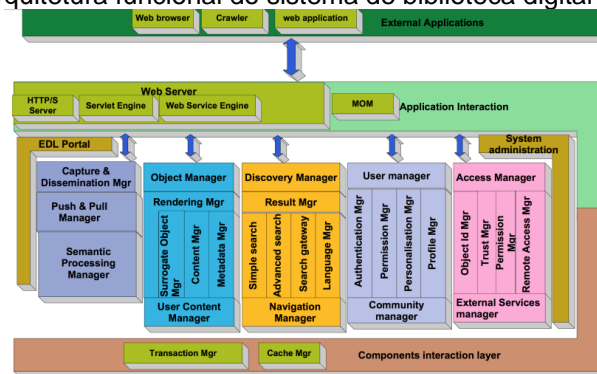 quitetura funcional do sistema de biblioteca digital
Web browser
Crawler
web application
External Applications
Web Server
HTTP/S
Server
Servlet Engine
Web Service Engine
MOM
Application Interaction
EDL Portal
System
administration
Capture &
Dissemination Mgr
Push & Pull
Manager
Semantic
Processing
Manager
Object Manager
Rendering Mgr
Surrogate Object
Mgr
Content Mgr
Metadata Mgr
User Content
Manager
Discovery Manager
Result Mgr
Simple search
Advanced search
Search gateway
Language Mgr
Navigation
Manager
User manager
Authentication Mgr
Permission Mgr
Personalisation Mgr
Profile Mgr
Community
manager
Access Manager
Object Id Mgr
Trust Mgr
Permission
Mgr
Remote Access Mgr
External Services
manager
Transaction Mgr
Cache Mgr
Components interaction layer